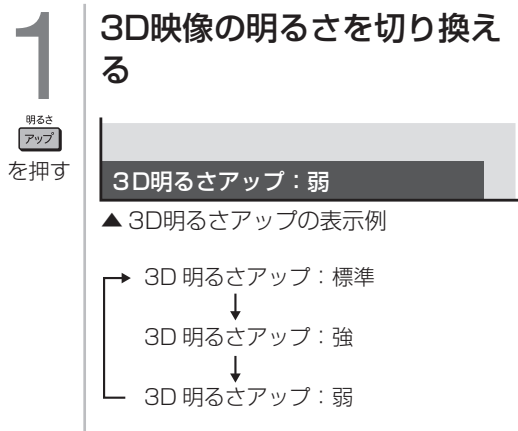 1
明るさ
アップ
を押す
3D映像の明るさを切り換え
る
3D明るさアップ：弱
▲ 3D明るさアップの表示例
3D 明るさアップ：標準
3D 明るさアップ：強
3D 明るさアップ：弱